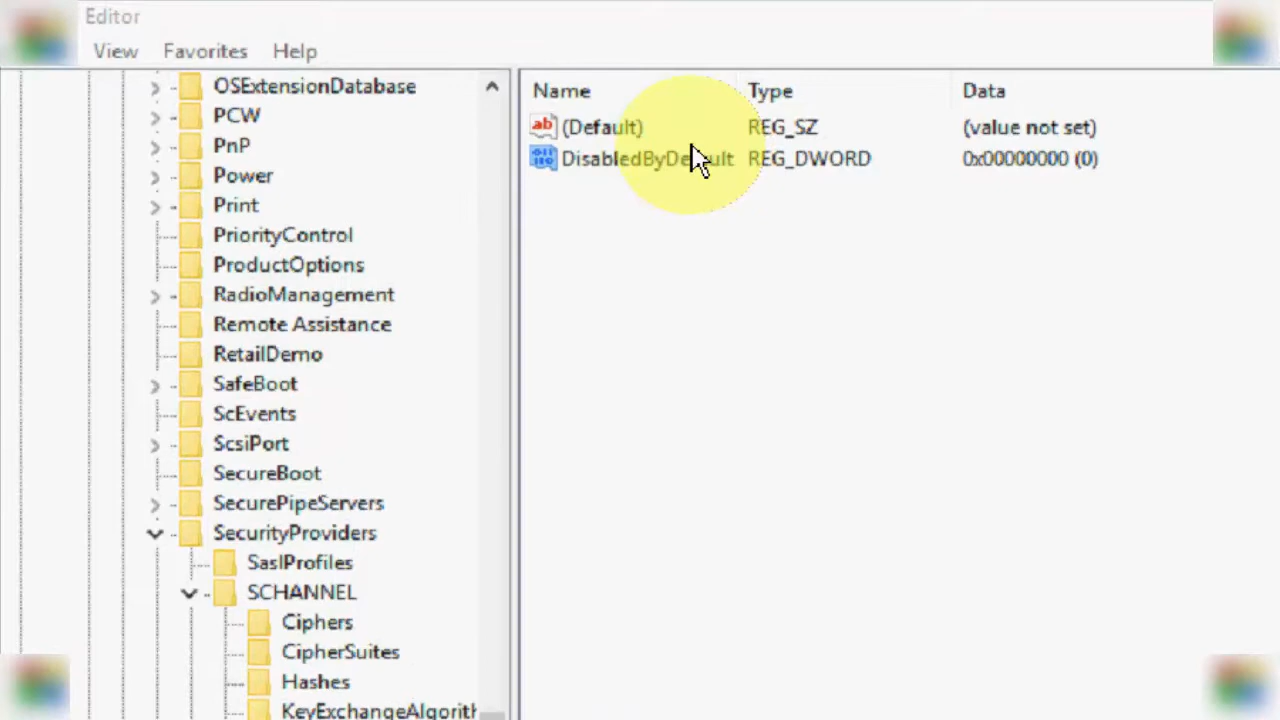 Editor
View Favorites Help
OSExtensionDatabase
PCW
PnP
Power
Print
PriorityControl
ProductOptions
RadioManagement
Remote Assistance
RetailDemo
SafeBoot
ScEvents
ScsiPort
SecureBoot
SecurePipeServers
SecurityProviders
SaslProfiles
SCHANNEL
Ciphers
CipherSuites
Hashes
KeyExchangeAlgorith
Name Type Data
ab (Default) REG_SZ (value not set)
DisabledByDefault REG_DWORD 0x00000000 (0)